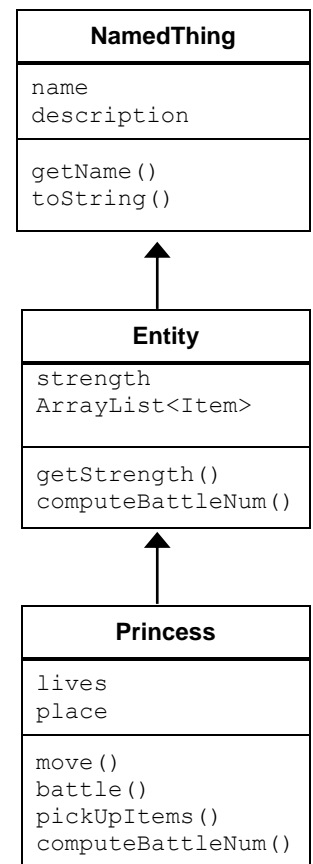 NamedThing
name
description
getName()
toString()
Entity
strength
ArrayList<Item>
getStrength()
computeBattleNum()
Princess
lives
place
move()
battle()
pickUpItems()
computeBattleNum()